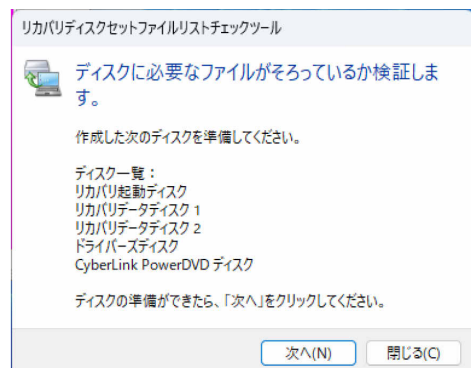 リカバリディスクセットファイルリストチェックツール
ディスクに必要なファイルがそろっているか検証しま
す。
作成した次のディスクを準備してください。
ディスク一覧：
リカバリ起動ディスク
リカバリデータディスク 1
リカバリデータディスク 2
ドライバーズディスク
CyberLink PowerDVD ディスク
ディスクの準備ができたら、「次へ」をクリックしてください。
次へ(N)
閉じる(C)